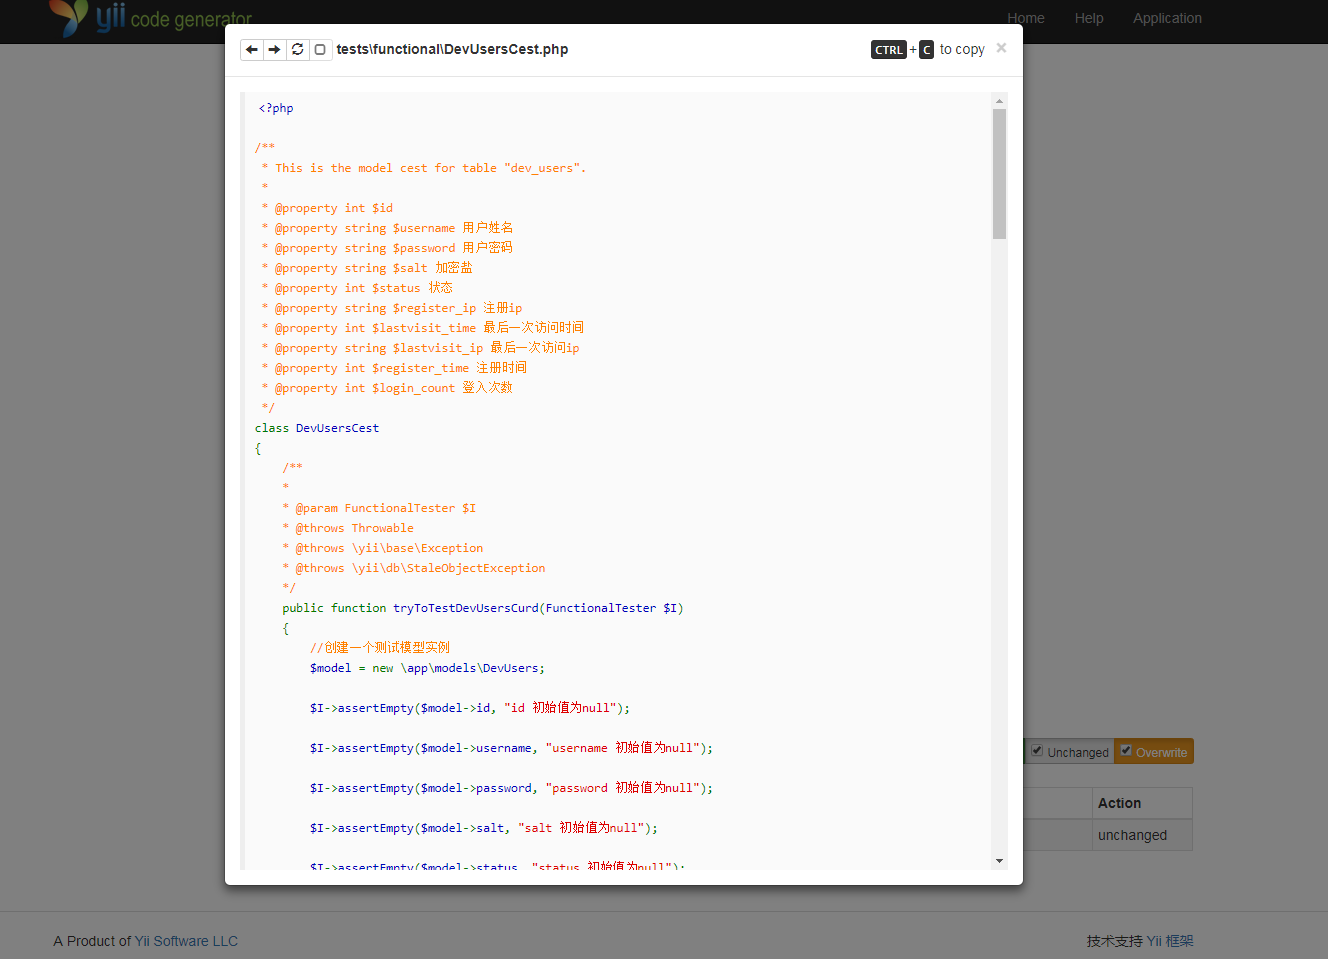 yii code generator
Home Help Application
tests\functional\DevUsersCest.php
CTRL + C to copy ×
<?php
/**
* This is the model cest for table "dev_users".
*
* @property int $id
* @property string $username 用户姓名
* @property string $password 用户密码
* @property string $salt 加密盐
* @property int $status 状态
* @property string $register_ip 注册ip
* @property int $lastvisit_time 最后一次访问时间
* @property string $lastvisit_ip 最后一次访问ip
* @property int $register_time 注册时间
* @property int $login_count 登入次数
*/
class DevUsersCest
{
/**
*
* @param FunctionalTester $I
* @throws Throwable
* @throws \yii\base\Exception
* @throws \yii\db\StaleObjectException
*/
public function tryToTestDevUsersCurd(FunctionalTester $I)
{
//创建一个测试模型实例
$model = new \app\models\DevUsers;
$I->assertEmpty($model->id, "id 初始值为null");
$I->assertEmpty($model->username, "username 初始值为null");
$I->assertEmpty($model->password, "password 初始值为null");
$I->assertEmpty($model->salt, "salt 初始值为null");
$I->assertEmpty($model->status, "status 初始值为null");
Unchanged Overwrite
Action
unchanged
A Product of Yii Software LLC
技术支持 Yii 框架